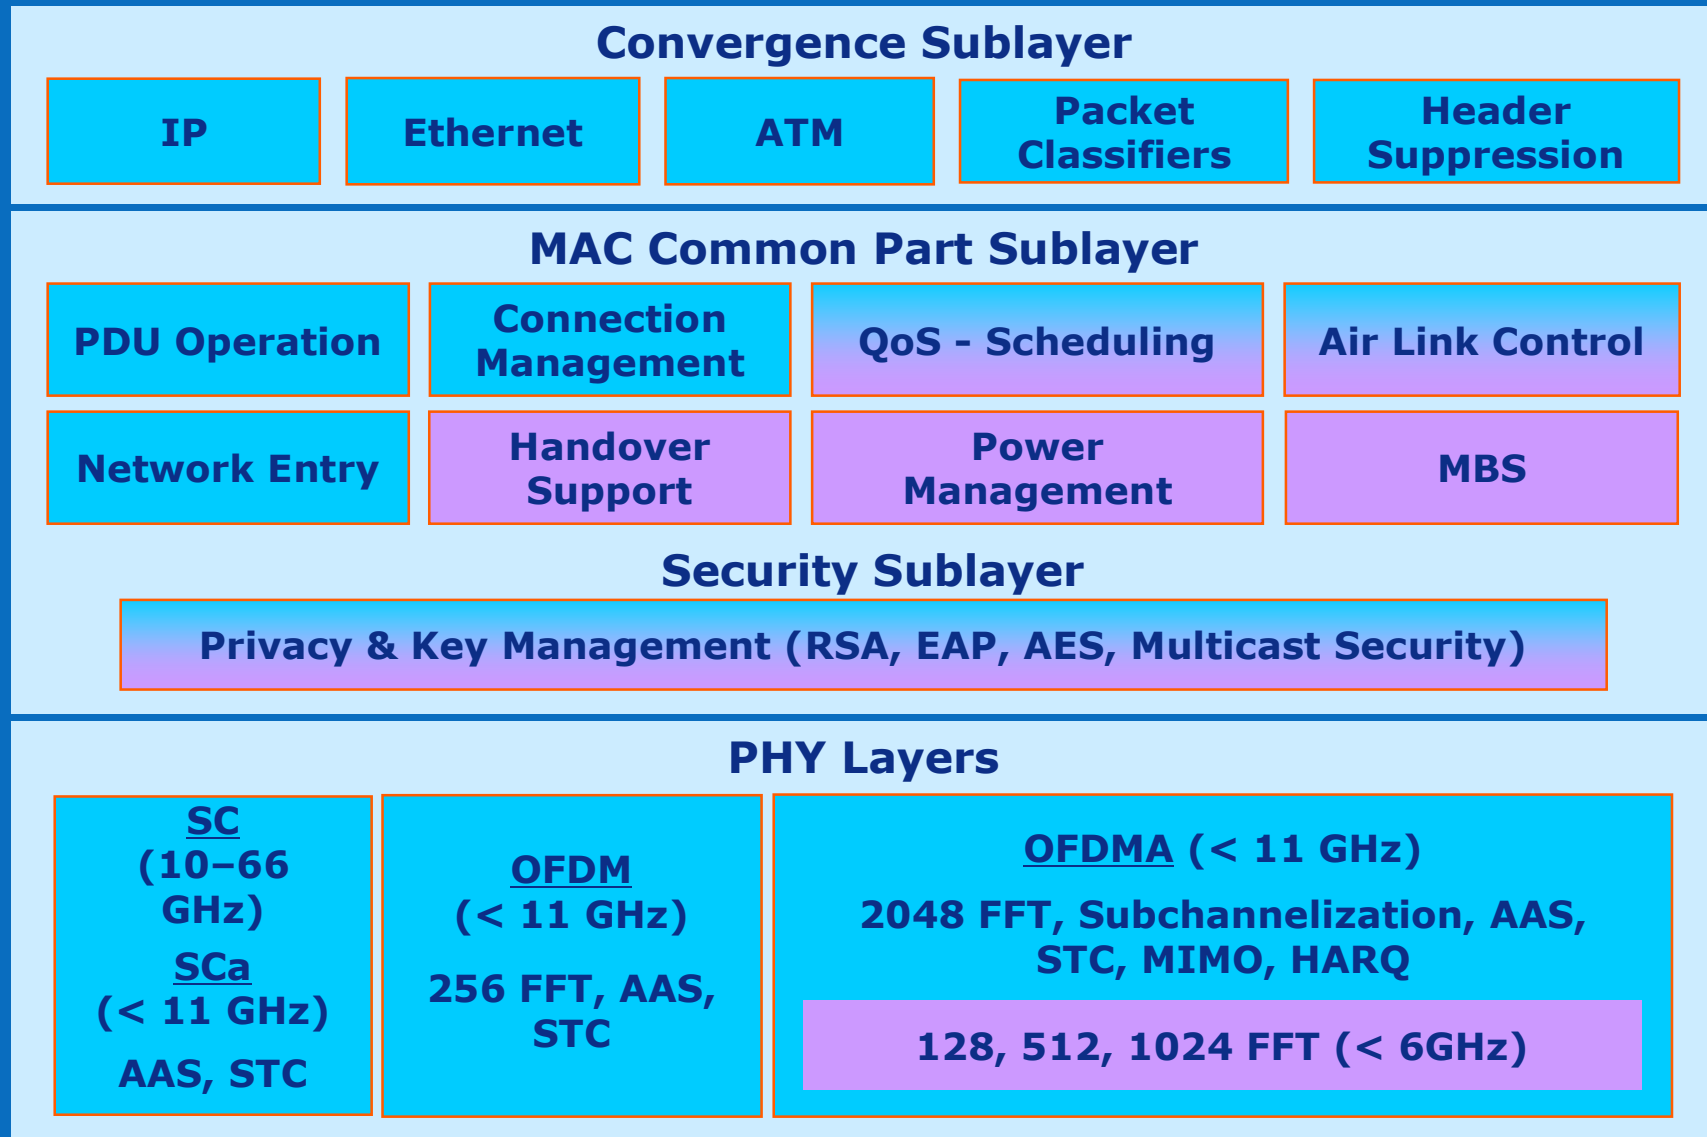 Convergence Sublayer
IP
Ethernet
ATM
Packet
Classifiers
Header
Suppression
MAC Common Part Sublayer
PDU Operation
Connection
Management
QoS – Scheduling
Air Link Control
Network Entry
Handover
Support
Power
Management
MBS
Security Sublayer
Privacy & Key Management (RSA, EAP, AES, Multicast Security)
PHY Layers
SC
(10–66
GHz)
SCa
(< 11 GHz)
AAS, STC
OFDM
(< 11 GHz)
256 FFT, AAS,
STC
OFDMA (< 11 GHz)
2048 FFT, Subchannelization, AAS,
STC, MIMO, HARQ
128, 512, 1024 FFT (< 6GHz)